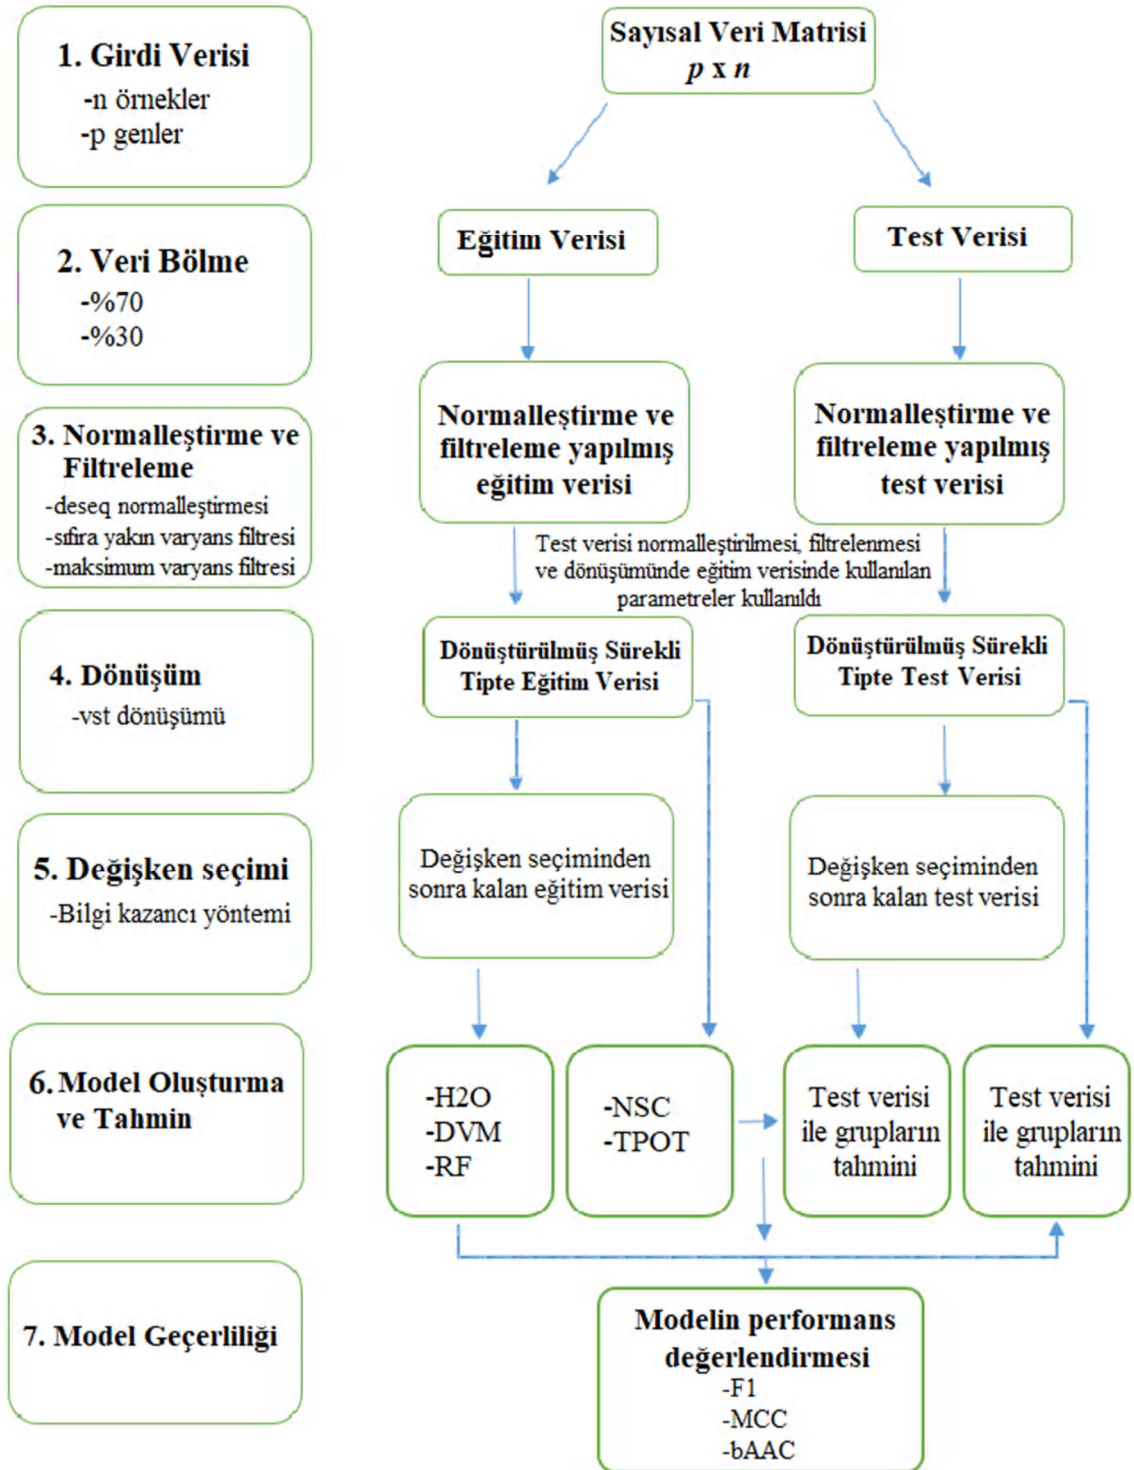 1. Girdi Verisi
-n örnekler
-p genler
2. Veri Bölme
-%70
-%30
3. Normalleştirme ve
Filtreleme
-deseq normalleştirmesi
-sıfıra yakın varyans filtresi
-maksimum varyans filtresi
4. Dönüşüm
-vst dönüşümü
5. Değişken seçimi
-Bilgi kazancı yöntemi
6. Model Oluşturma
ve Tahmin
7. Model Geçerliliği
Sayısal Veri Matrisi
p x n
Eğitim Verisi
Test Verisi
Normalleştirme ve
filtreleme yapılmış
eğitim verisi
Normalleştirme ve
filtreleme yapılmış
test verisi
Test verisi normalleştirilmesi, filtrelenmesi
ve dönüşümünde eğitim verisinde kullanılan
parametreler kullanıldı
Dönüştürülmüş Sürekli
Tipte Eğitim Verisi
Dönüştürülmüş Sürekli
Tipte Test Verisi
Değişken seçiminden
sonra kalan eğitim verisi
Değişken seçiminden
sonra kalan test verisi
-H2O
-DVM
-RF
-NSC
-TPOT
Test verisi
ile grupların
tahmini
Test verisi
ile grupların
tahmini
Modelin performans
değerlendirmesi
-F1
-MCC
-bAAC